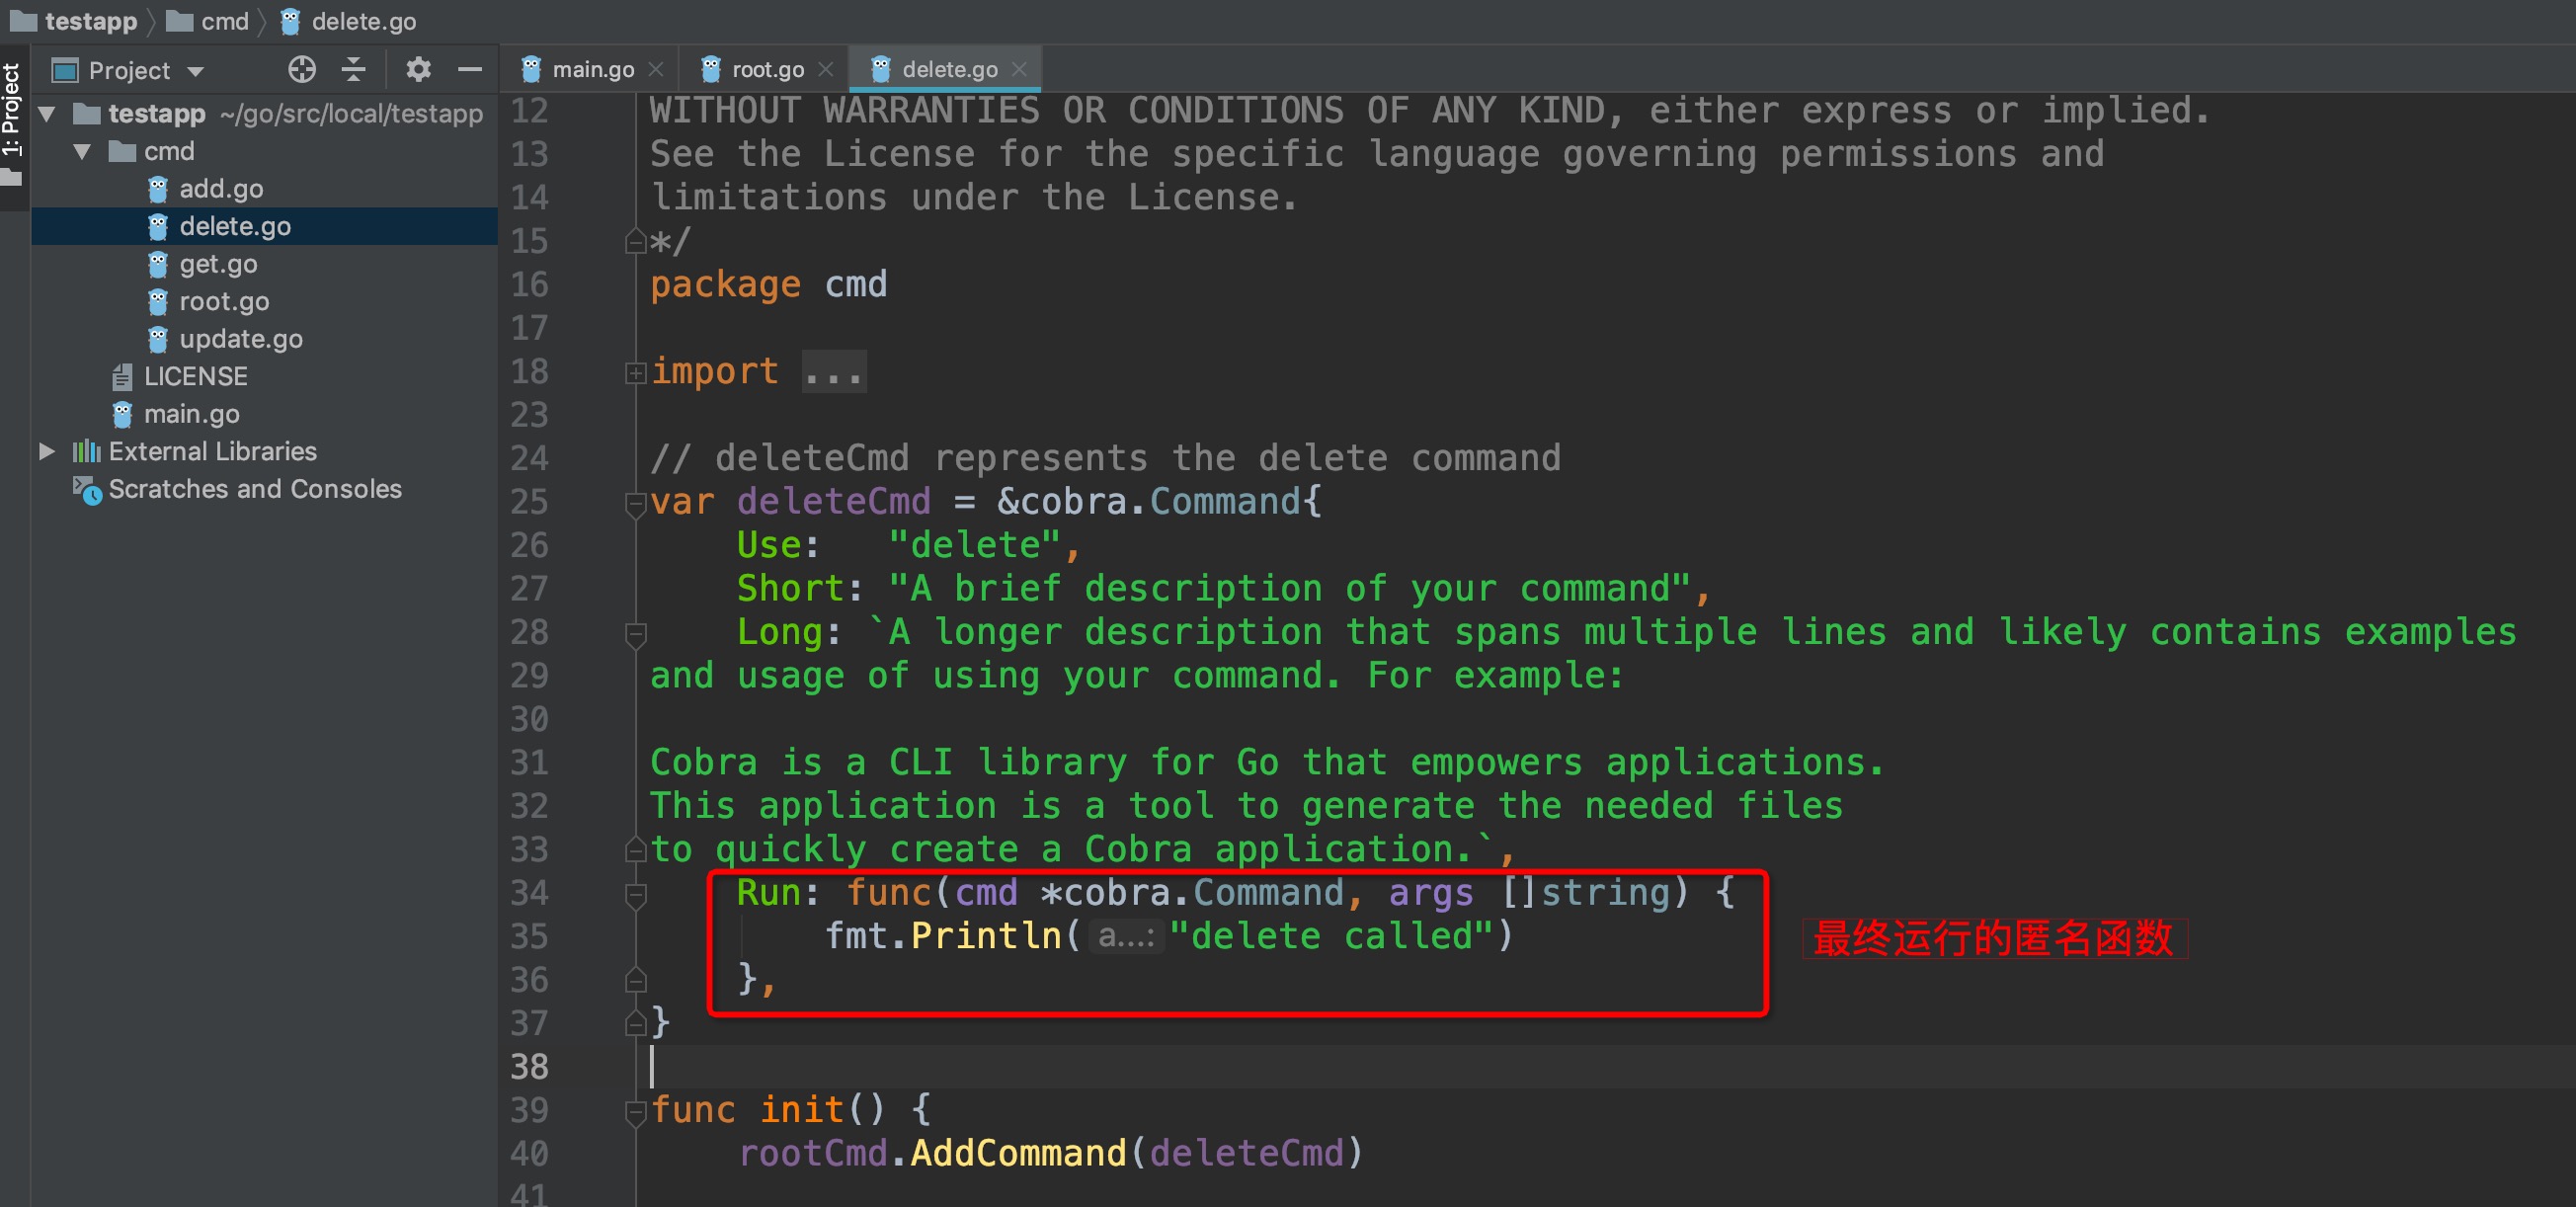 testapp cmd delete.go
1: Project
Project
testapp ~/go/src/local/testapp
cmd
add.go
delete.go
get.go
root.go
update.go
LICENSE
main.go
External Libraries
Scratches and Consoles
main.go root.go delete.go
12 WITHOUT WARRANTIES OR CONDITIONS OF ANY KIND, either express or implied.
13 See the License for the specific language governing permissions and
14 limitations under the License.
15 */
16 package cmd
17
18 import ...
23
24 // deleteCmd represents the delete command
25 var deleteCmd = &cobra.Command{
26     Use:   "delete",
27     Short: "A brief description of your command",
28     Long: `A longer description that spans multiple lines and likely contains examples
29 and usage of using your command. For example:
30
31 Cobra is a CLI library for Go that empowers applications.
32 This application is a tool to generate the needed files
33 to quickly create a Cobra application.`,
34     Run: func(cmd *cobra.Command, args []string) {
35         fmt.Println( a...: "delete called")
最终运行的匿名函数
36     },
37 }
38
39 func init() {
40     rootCmd.AddCommand(deleteCmd)
41